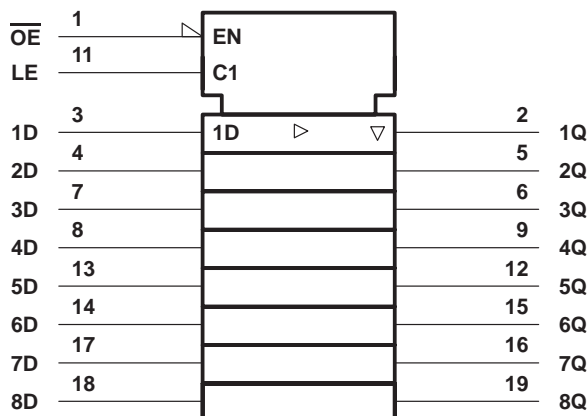 1
OE EN
11
LE C1
3 2
1D 1D 1Q
4 5
2D 2Q
7 6
3D 3Q
8 9
4D 4Q
13 12
5D 5Q
14 15
6D 6Q
17 16
7D 7Q
18 19
8D 8Q